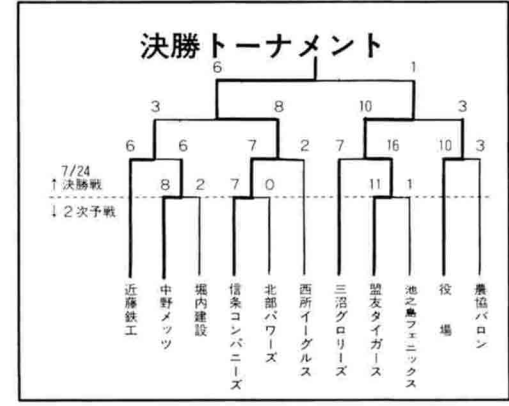 決勝トーナメント
6 1
3 8 10 3
6 6 7 2 7 16 10 3
7/24
↑決勝戦
8 2 7 0 11 1
↓2次予戦
近藤鉄工
中野メッツ
堀内建設
信条コンパニーズ
北部パワーズ
西所イーグルス
三沼グロリーズ
盟友タイガース
池之島フェニックス
役場
農協バロン